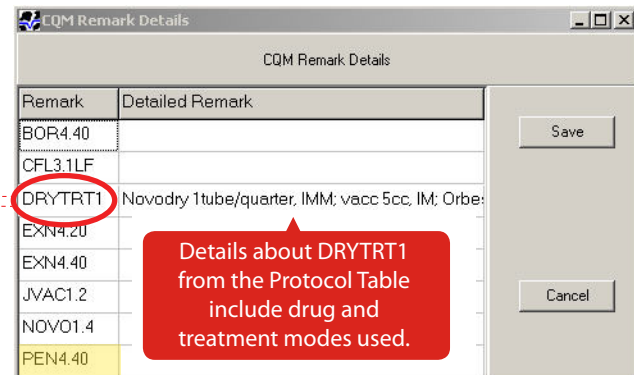 CQM Remark Details
CQM Remark Details
Remark Detailed Remark
BOR4.40
Save
CFL3.1LF
DRYTRT1 Novodry 1tube/quarter, IMM; vacc 5cc, IM; Orbe
EXN4.20
EXN4.40
Details about DRYTRT1
from the Protocol Table
include drug and
treatment modes used.
JVAC1.2
Cancel
NOVO1.4
PEN4.40